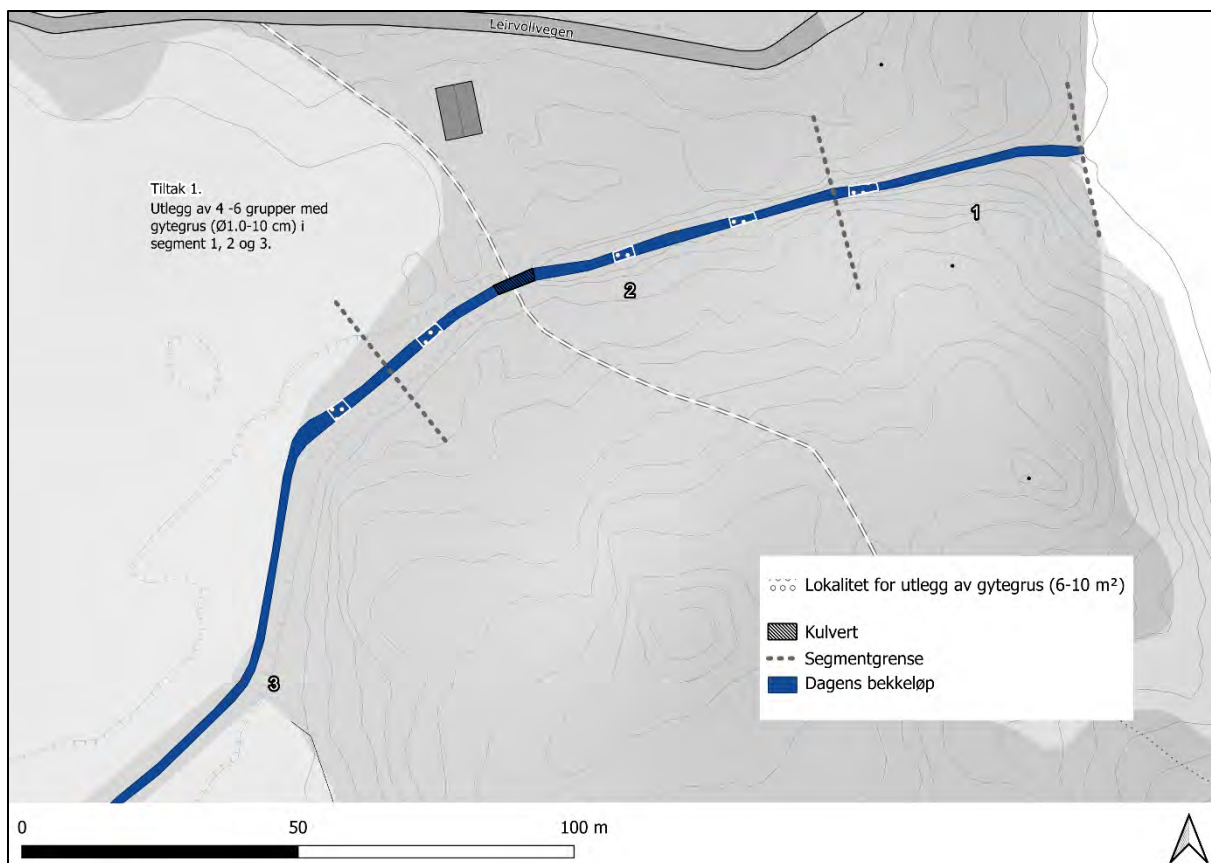 Leirvollvegen
Tiltak 1.
Utlegg av 4 -6 grupper med
gytegrus (Ø1.0-10 cm) i
segment 1, 2 og 3.
1
2
3
Lokalitet for utlegg av gytegrus (6-10 m²)
Kulvert
Segmentgrense
Dagens bekkeløp
0 50 100 m